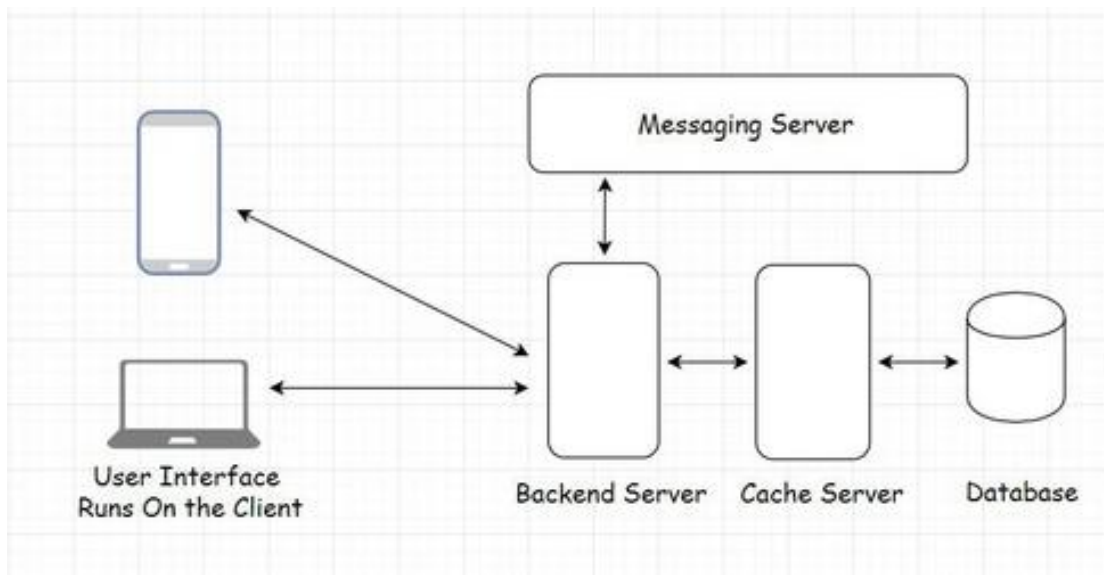 Messaging Server
User Interface
Runs On the Client
Backend Server
Cache Server
Database